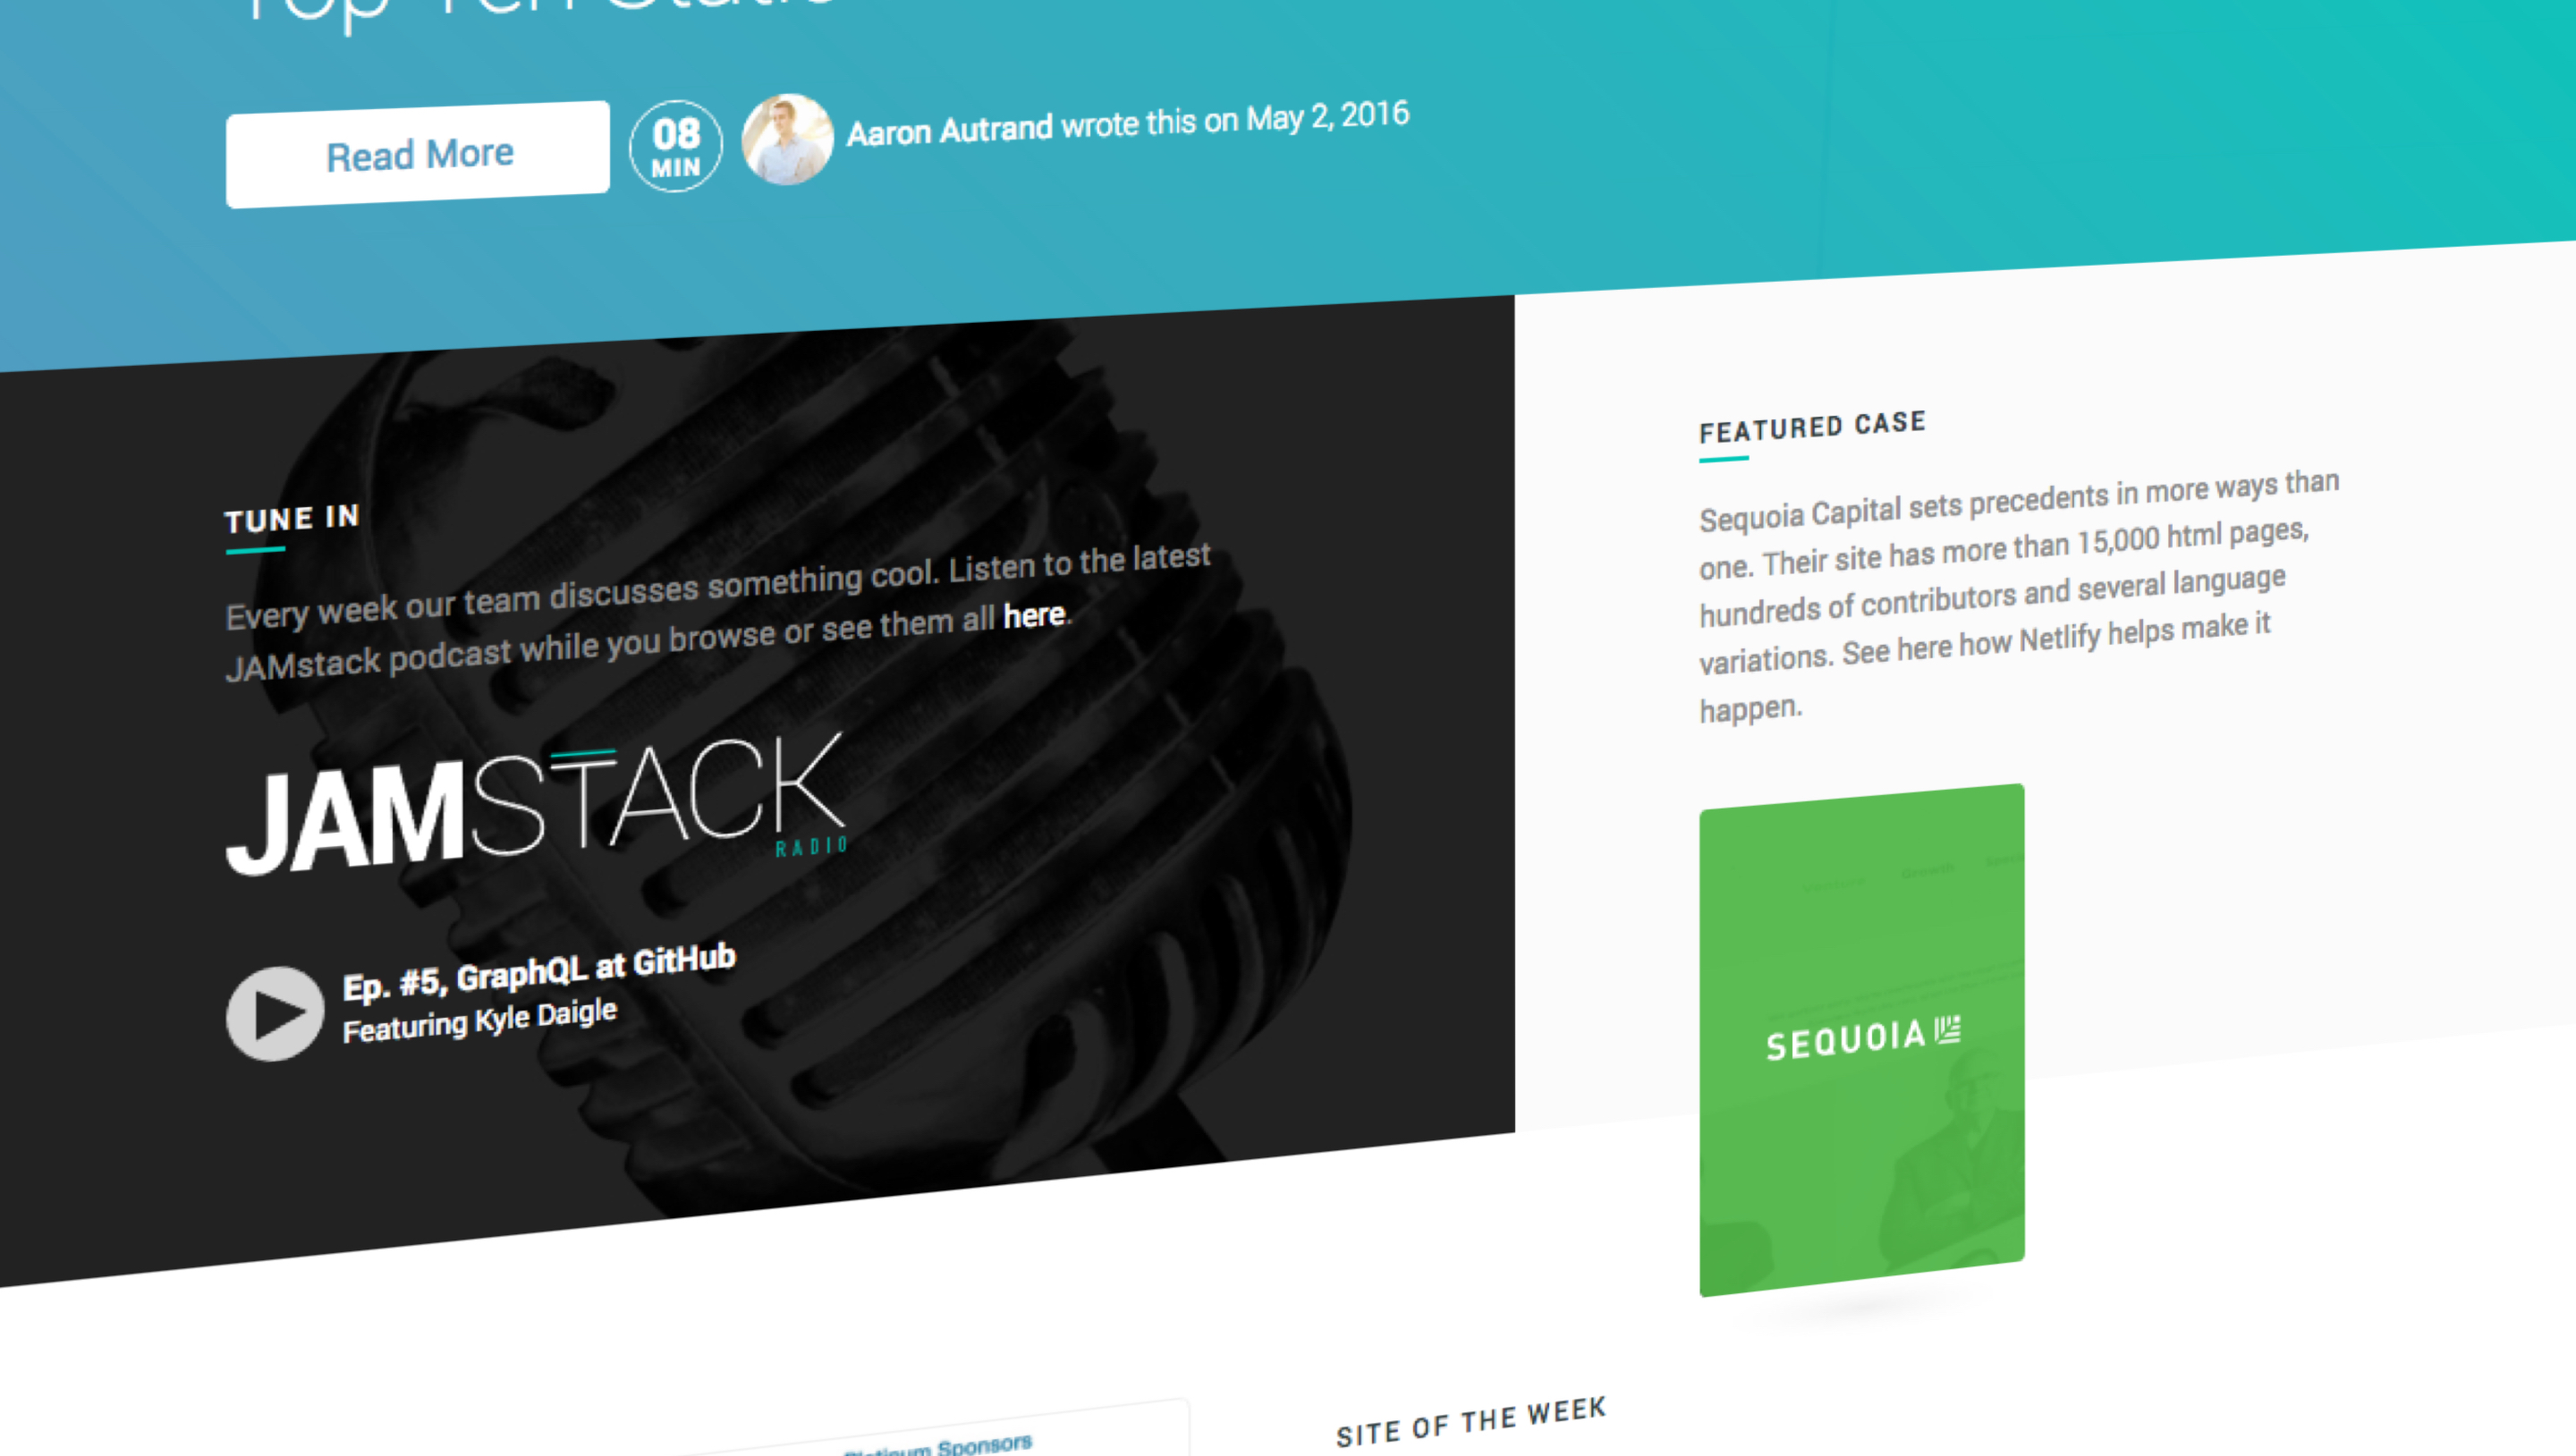 Top Ten
Read More
08
MIN
Aaron Autrand wrote this on May 2, 2016
TUNE IN
Every week our team discusses something cool. Listen to the latest
JAMstack podcast while you browse or see them all here.
JAMSTACK
RADIO
Ep. #5, GraphQL at GitHub
Featuring Kyle Daigle
FEATURED CASE
Sequoia Capital sets precedents in more ways than
one. Their site has more than 15,000 html pages,
hundreds of contributors and several language
variations. See here how Netlify helps make it
happen.
Growth
SEQUOIA
Sponsors
SITE OF THE WEEK